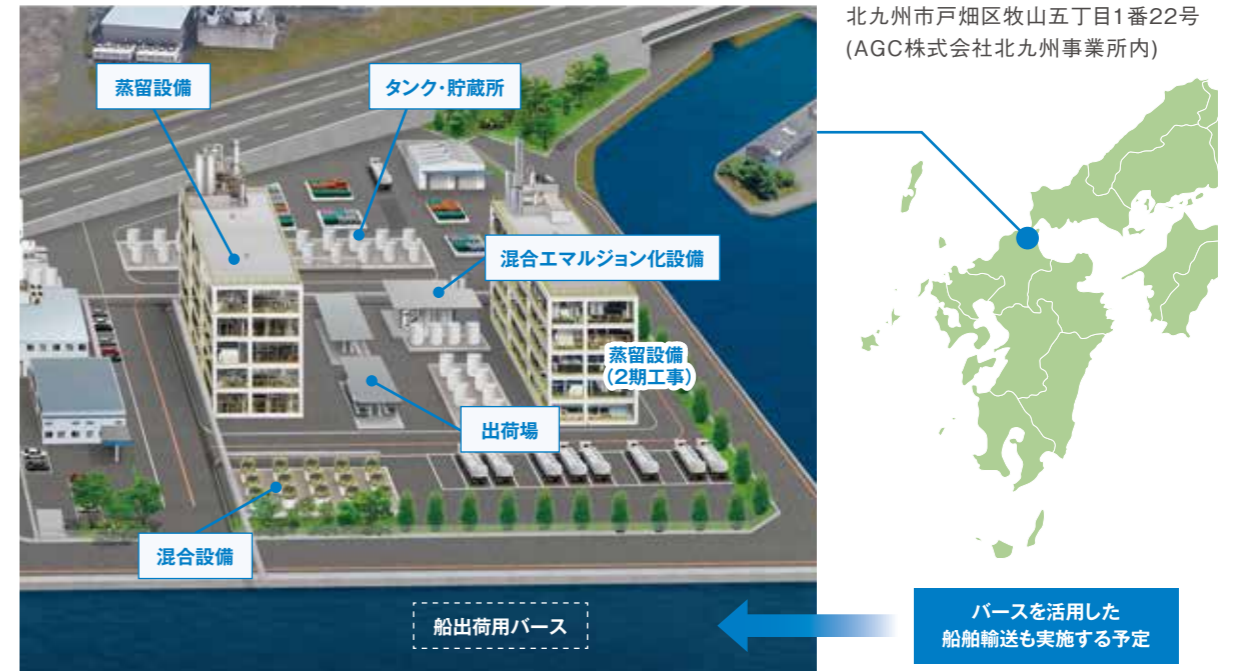 北九州市戸畑区牧山五丁目1番22号
(AGC株式会社北九州事業所内)
蒸留設備
タンク・貯蔵所
混合エマルジョン化設備
蒸留設備
(2期工事)
出荷場
混合設備
船出荷用バース
バースを活用した
船舶輸送も実施する予定